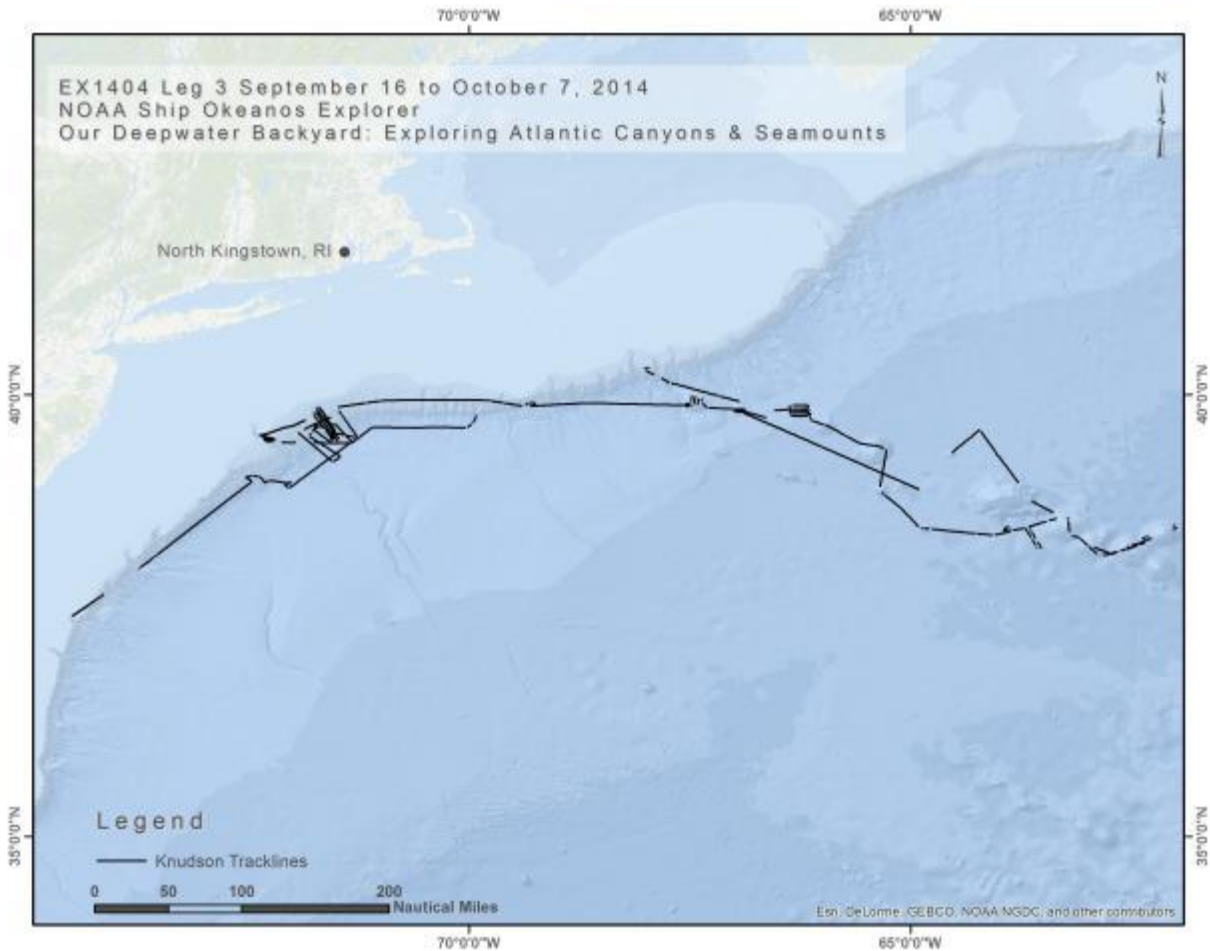 70°0'0"W
65°0'0"W
EX1404 Leg 3 September 16 to October 7, 2014
NOAA Ship Okeanos Explorer
Our Deepwater Backyard: Exploring Atlantic Canyons & Seamounts
N
North Kingstown, RI
40°0'0"N
40°0'0"N
35°0'0"N
35°0'0"N
Legend
Knudson Tracklines
0 50 100 200
Nautical Miles
Esri, DeLorme, GEBCO, NOAA NGDC, and other contributors
70°0'0"W
65°0'0"W